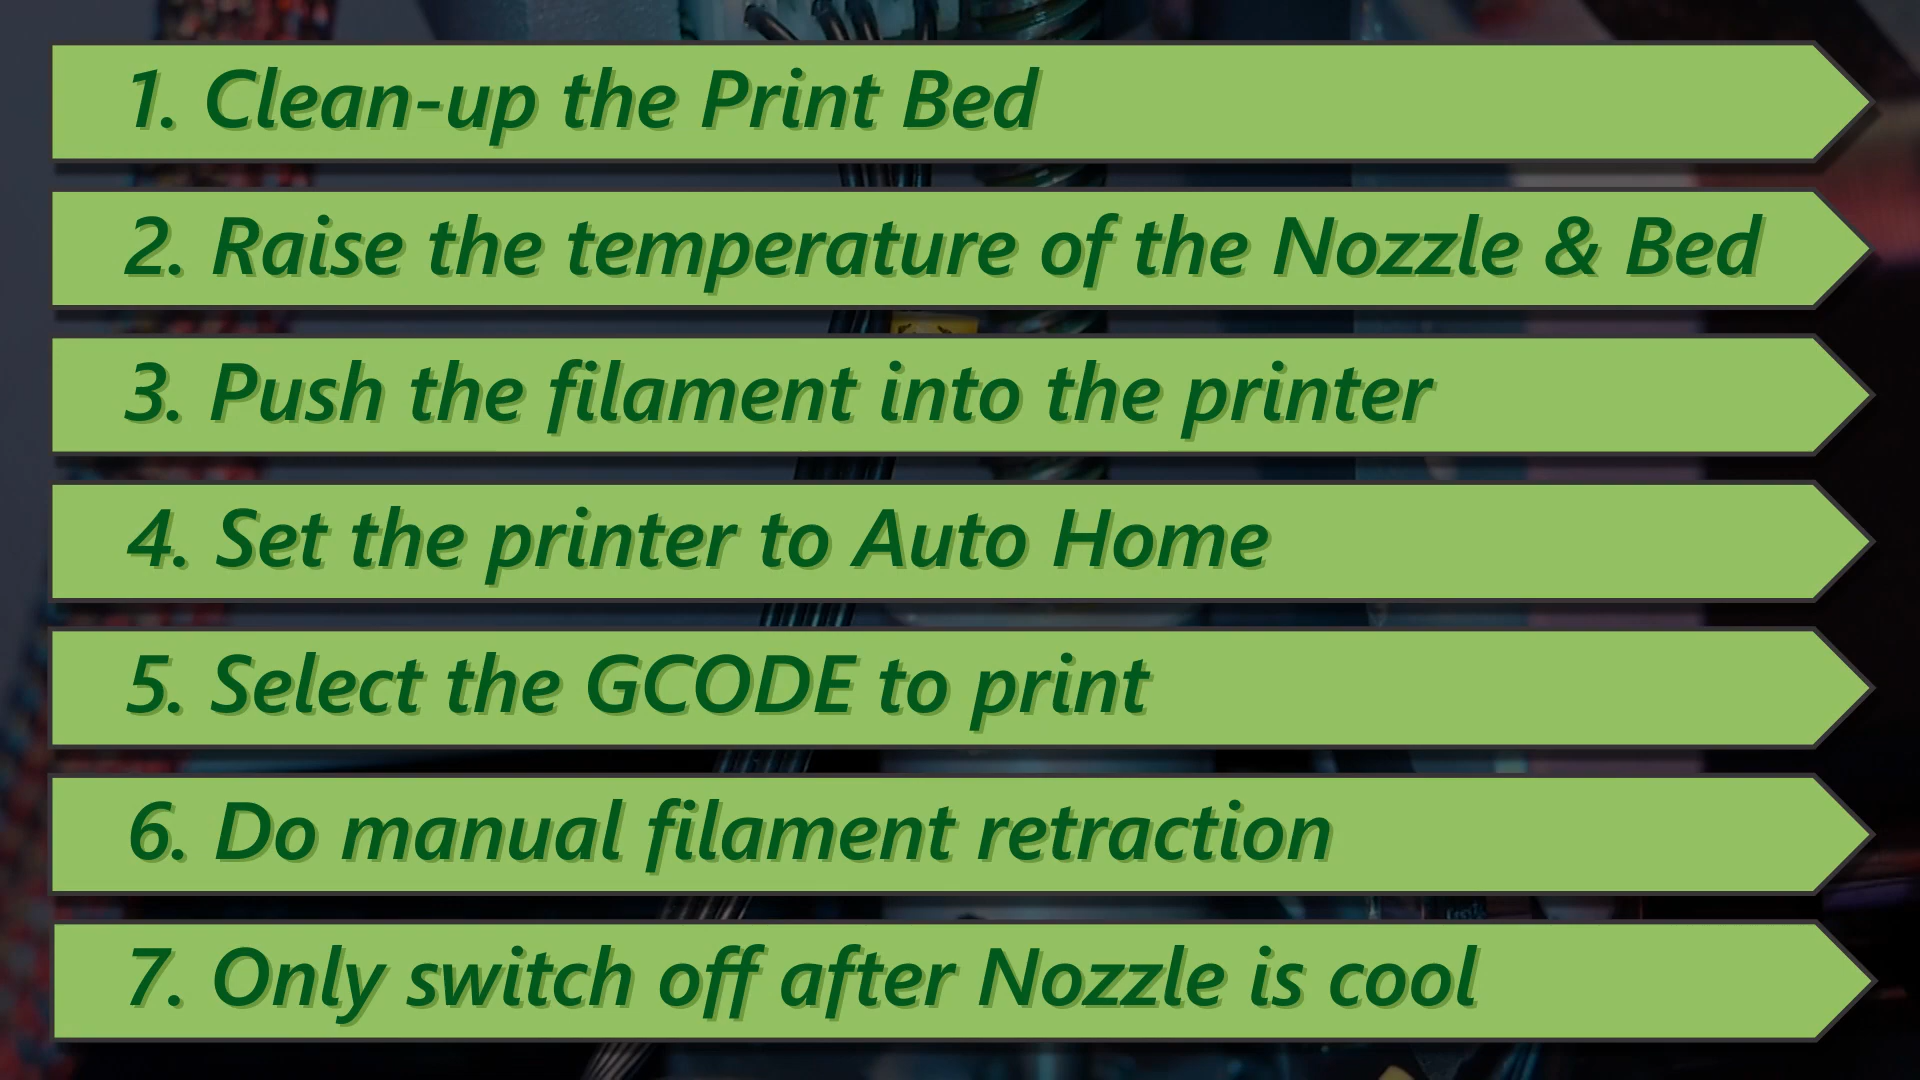 1. Clean-up the Print Bed
2. Raise the temperature of the Nozzle & Bed
3. Push the filament into the printer
4. Set the printer to Auto Home
5. Select the GCODE to print
6. Do manual filament retraction
7. Only switch off after Nozzle is cool